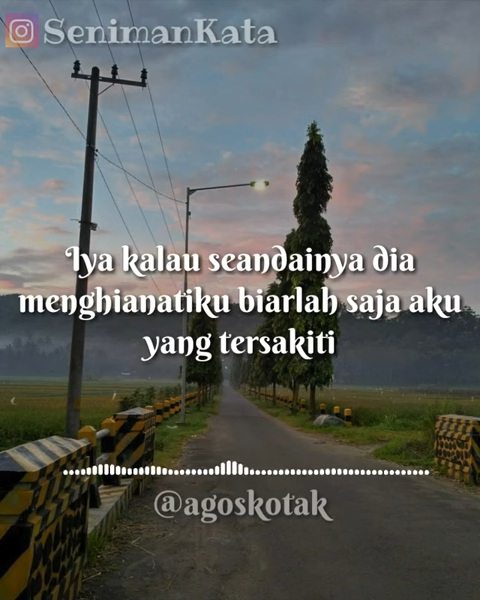 SenimanKata
Iya kalau seandainya dia
menghianatiku biarlah saja aku
yang tersakiti
@agoskotak